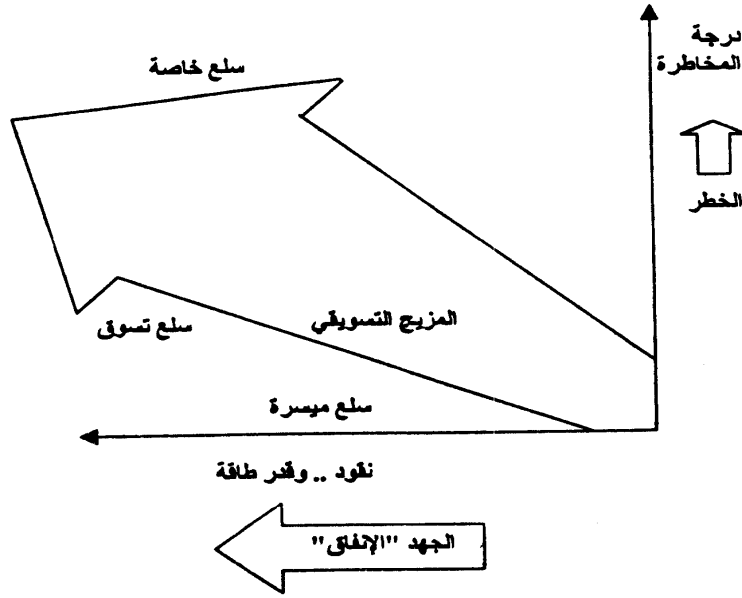 درجة
المخاطرة
سلع خاصة
الخطر
المزيج التسويقي
سلع تسوق
سلع ميسرة
نقود .. وقدر طاقة
الجهد "الإنفاق"